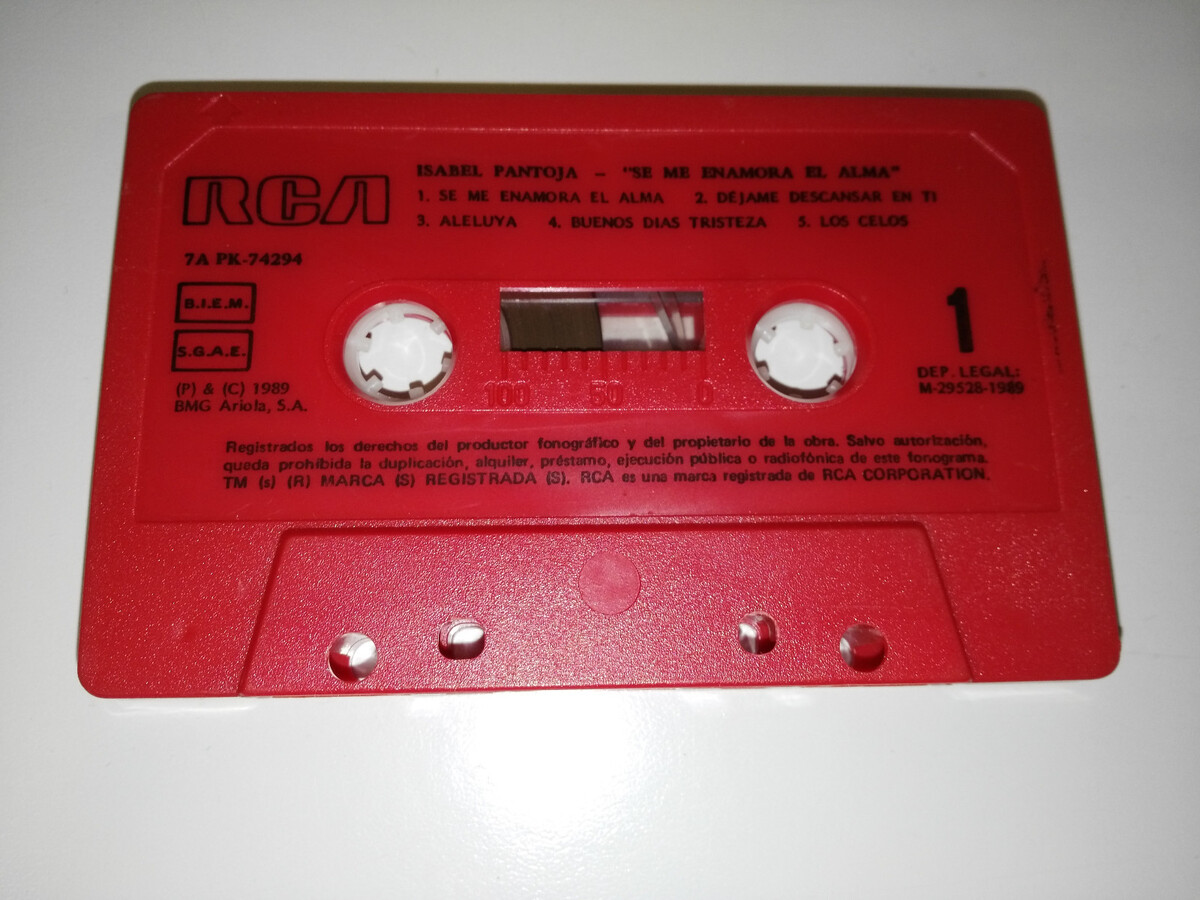 RCA
ISABEL PANTOJA – "SE ME ENAMORA EL ALMA"
1. SE ME ENAMORA EL ALMA 2. DÉJAME DESCANSAR EN TI
3. ALELUYA 4. BUENOS DIAS TRISTEZA 5. LOS CELOS
7A PK-74294
B.I.E.M.
S.G.A.E.
(P) & (C) 1989
BMG Ariola, S.A.
100 50 0
1
DEP. LEGAL:
M-29528-1989
Registrados los derechos del productor fonográfico y del propietario de la obra. Salvo autorización,
queda prohibida la duplicación, alquiler, préstamo, ejecución pública o radiofónica de este fonograma.
TM (s) (R) MARCA (S) REGISTRADA (S). RCA es una marca registrada de RCA CORPORATION.